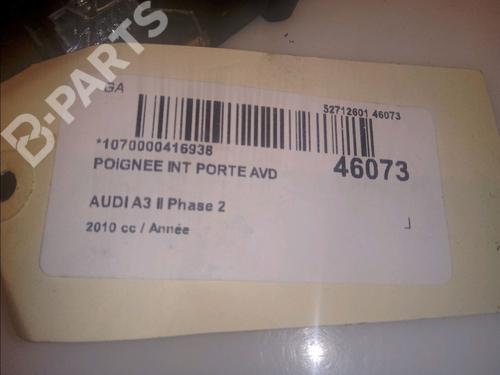 B-PARTS
GA
52712601 46073
*1070000416938
46073
POIGNEE INT PORTE AVD
AUDI A3 II Phase 2
2010 cc / Année